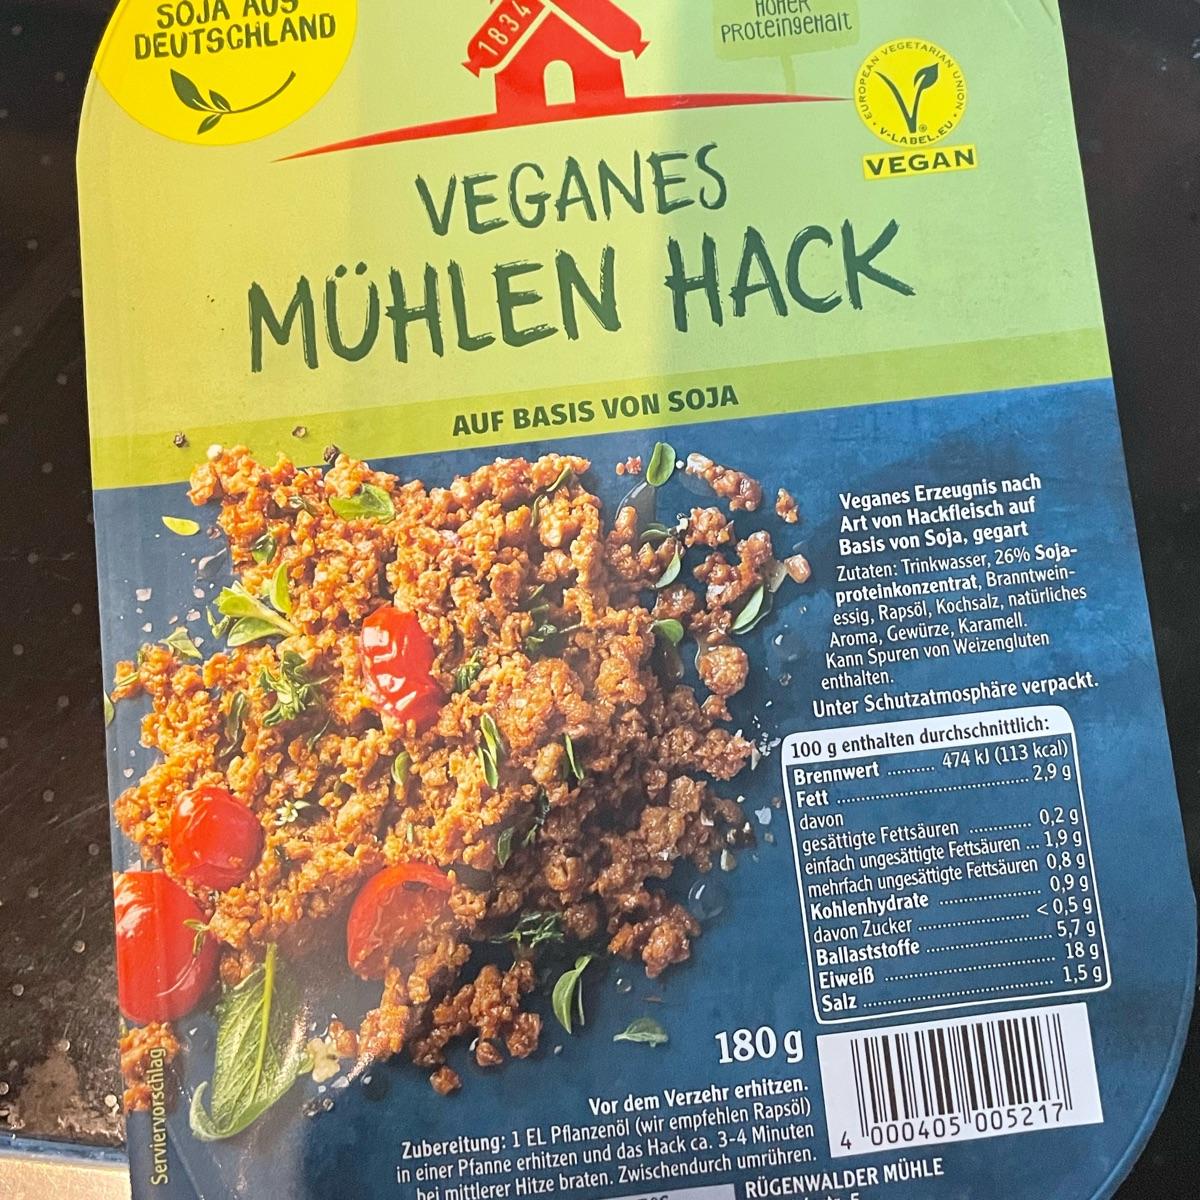 SOJA AUS
DEUTSCHLAND
1834
HOHER
PROTEINGEHALT
EUROPEAN VEGETARIAN UNION
V-LABEL.EU
VEGAN
VEGANES
MÜHLEN HACK
AUF BASIS VON SOJA
Veganes Erzeugnis nach
Art von Hackfleisch auf
Basis von Soja, gegart
Zutaten: Trinkwasser, 26% Soja-
proteinkonzentrat, Branntwein-
essig, Rapsöl, Kochsalz, natürliches
Aroma, Gewürze, Karamell.
Kann Spuren von Weizengluten
enthalten.
Unter Schutzatmosphäre verpackt.
100 g enthalten durchschnittlich:
Brennwert .......... 474 kJ (113 kcal)
Fett ........................................ 2,9 g
davon
gesättigte Fettsäuren ............. 0,2 g
einfach ungesättigte Fettsäuren ... 1,9 g
mehrfach ungesättigte Fettsäuren 0,8 g
Kohlenhydrate ..................... 0,9 g
davon Zucker ....................... < 0,5 g
Ballaststoffe ........................... 5,7 g
Eiweiß ................................... 18 g
Salz ....................................... 1,5 g
180 g
Vor dem Verzehr erhitzen.
Zubereitung: 1 EL Pflanzenöl (wir empfehlen Rapsöl)
in einer Pfanne erhitzen und das Hack ca. 3-4 Minuten
bei mittlerer Hitze braten. Zwischendurch umrühren.
4 000405 005217
RÜGENWALDER MÜHLE
Serviervorschlag